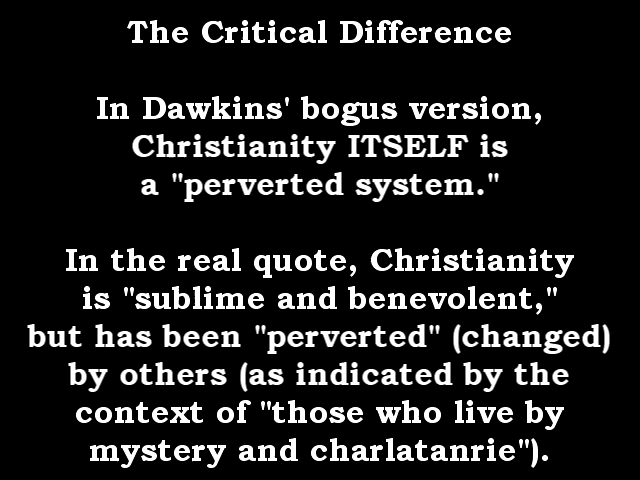 The Critical Difference
In Dawkins' bogus version,
Christianity ITSELF is
a "perverted system."
In the real quote, Christianity
is "sublime and benevolent,"
but has been "perverted" (changed)
by others (as indicated by the
context of "those who live by
mystery and charlatanrie").